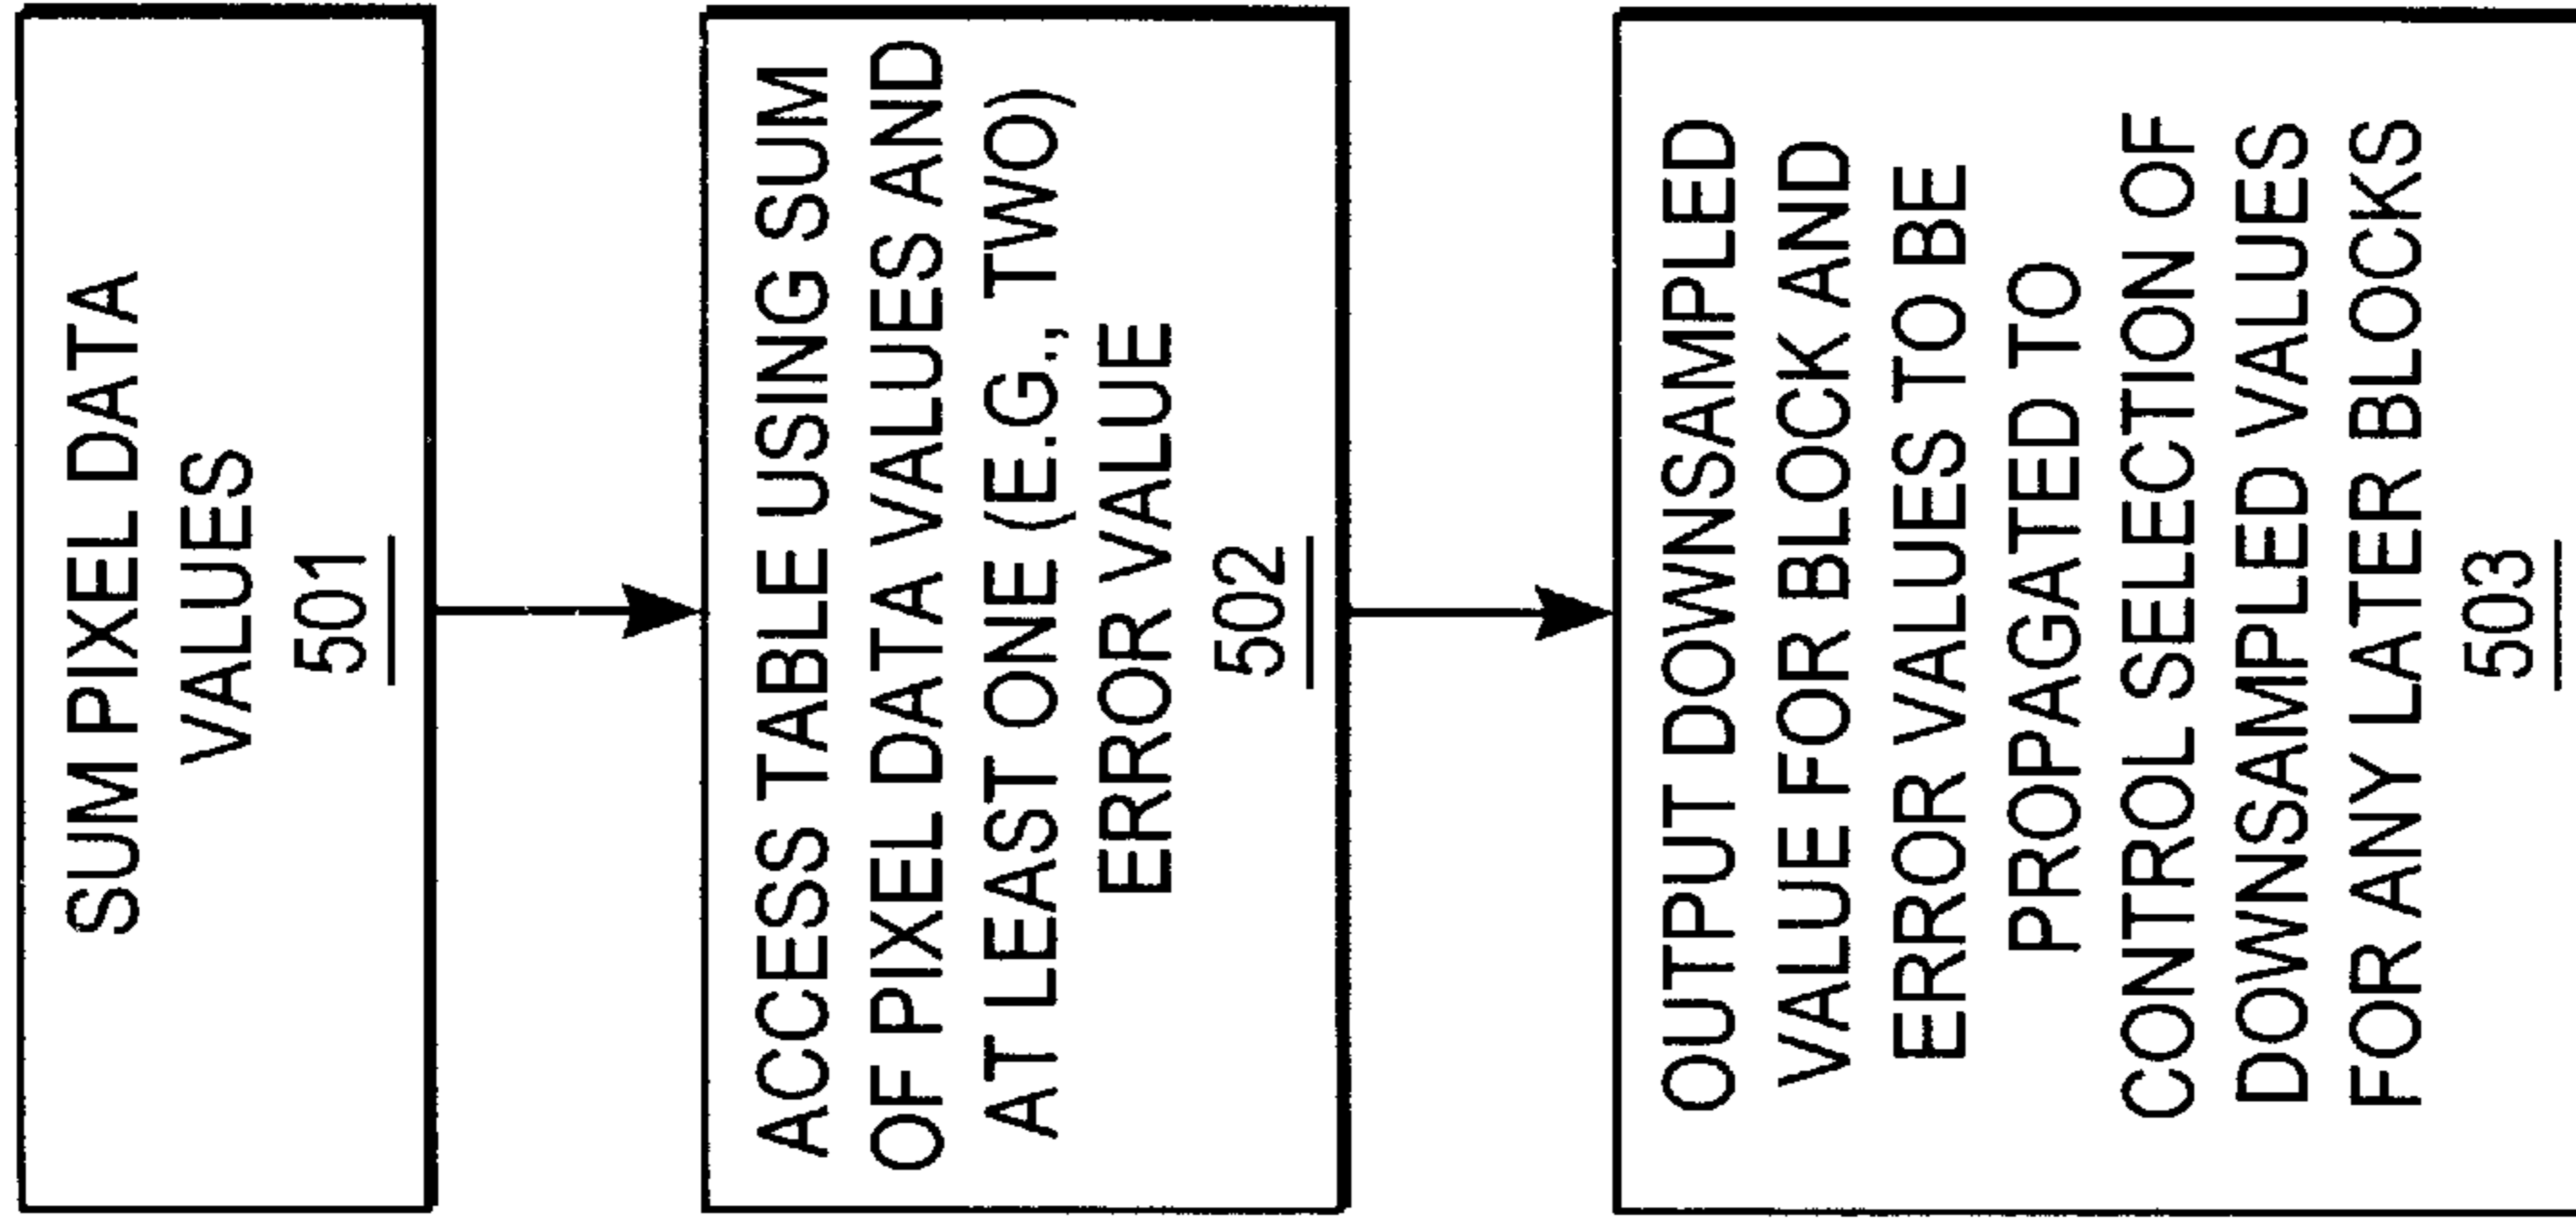 SUM PIXEL DATA
VALUES
501
ACCESS TABLE USING SUM
OF PIXEL DATA VALUES AND
AT LEAST ONE (E.G., TWO)
ERROR VALUE
502
OUTPUT DOWNSAMPLED
VALUE FOR BLOCK AND
ERROR VALUES TO BE
PROPAGATED TO
CONTROL SELECTION OF
DOWNSAMPLED VALUES
FOR ANY LATER BLOCKS
503